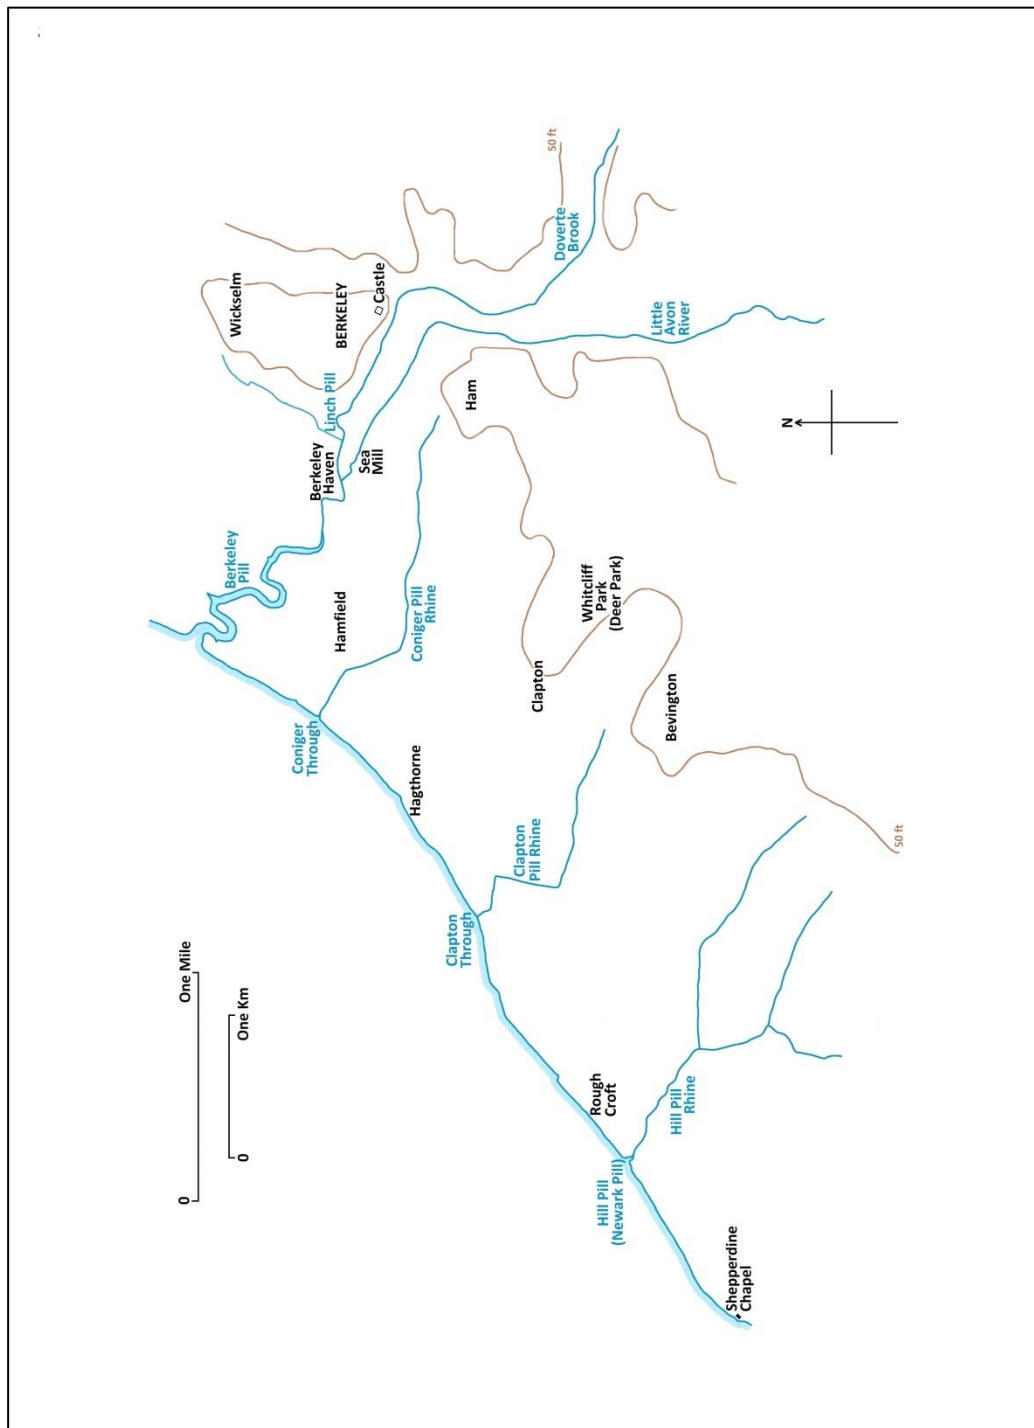 0 One Mile
0 One Km
Berkeley
Pill
Wickselm
Coniger
Through
Berkeley
Haven
Linch Pill
Hamfield
BERKELEY
Sea
Mill
Castle
Hagthorne
Coniger Pill
Rhine
Clapton
Through
Ham
Clapton
Pill Rhine
Clapton
50 ft
Doverte
Brook
Whitcliff
Park
(Deer Park)
Rough
Croft
Hill Pill
(Newark Pill)
Little
Avon
River
Bevington
Hill Pill
Rhine
Shepperdine
Chapel
N
50 ft